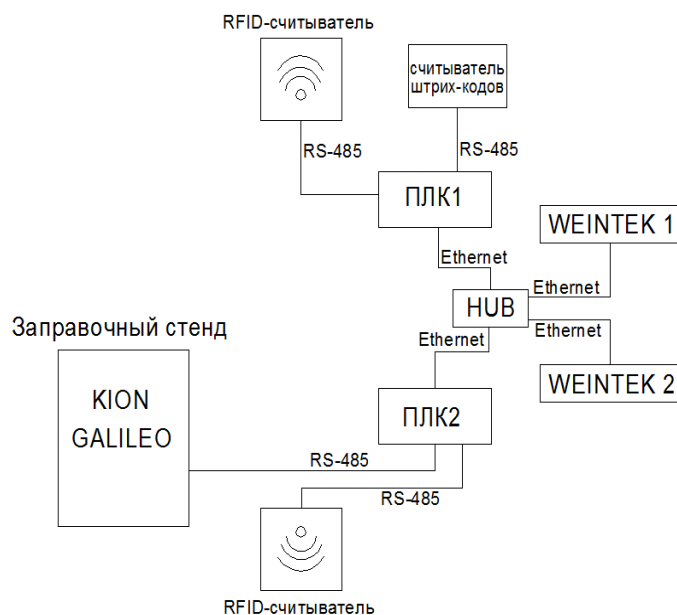 RFID-считыватель
считыватель
штрих-кодов
RS-485
RS-485
ПЛК1
Ethernet
WEINTEK 1
Ethernet
HUB
Ethernet
Ethernet
WEINTEK 2
Заправочный стенд
KION
GALILEO
ПЛК2
RS-485
RS-485
RFID-считыватель